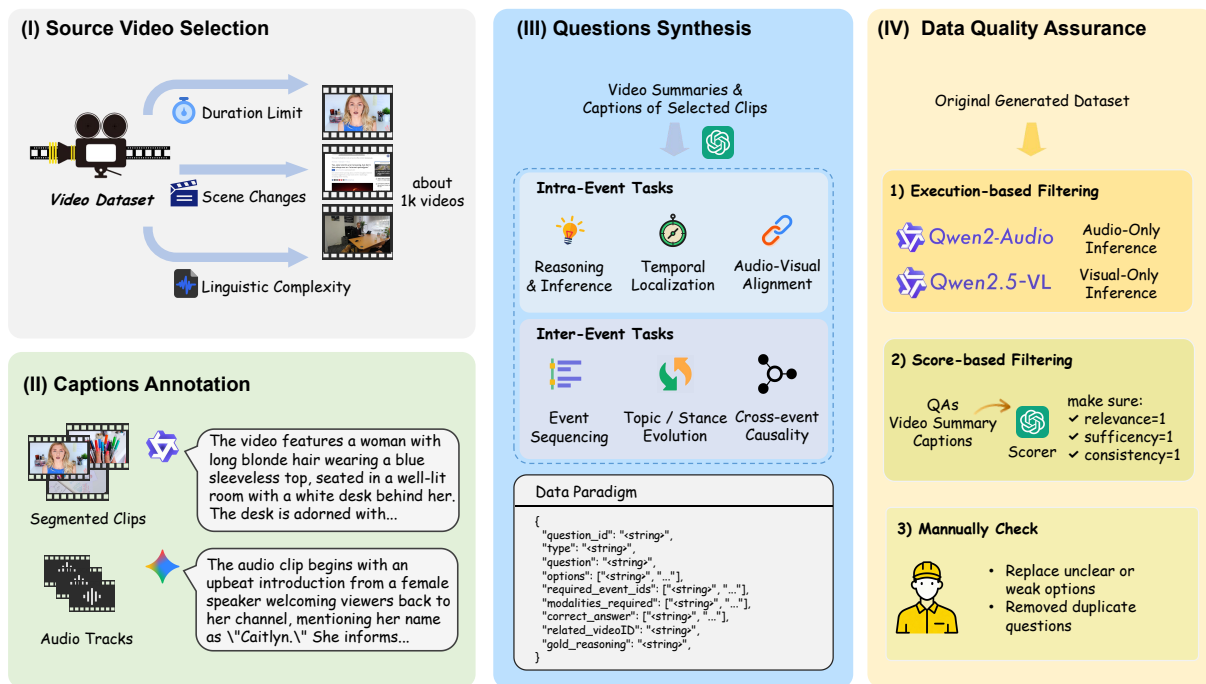 (I) Source Video Selection
Duration Limit
Video Dataset
Scene Changes
about
1k videos
Linguistic Complexity
(II) Captions Annotation
Segmented Clips
The video features a woman with
long blonde hair wearing a blue
sleeveless top, seated in a well-lit
room with a white desk behind her.
The desk is adorned with...
Audio Tracks
The audio clip begins with an
upbeat introduction from a female
speaker welcoming viewers back to
her channel, mentioning her name
as \"Caitlyn.\" She informs...
(III) Questions Synthesis
Video Summaries &
Captions of Selected Clips
Intra-Event Tasks
Reasoning
& Inference
Temporal
Localization
Audio-Visual
Alignment
Inter-Event Tasks
Event
Sequencing
Topic / Stance
Evolution
Cross-event
Causality
Data Paradigm
{
"question_id": "<string>",
"type": "<string>",
"question": "<string>",
"options": ["<string>", "..."],
"required_event_ids": ["<string>", "..."],
"modalities_required": ["<string>", "..."],
"correct_answer": ["<string>", "..."],
"related_videoID": "<string>",
"gold_reasoning": "<string>",
}
(IV) Data Quality Assurance
Original Generated Dataset
1) Execution-based Filtering
Qwen2-Audio
Audio-Only
Inference
Qwen2.5-VL
Visual-Only
Inference
2) Score-based Filtering
QAs
Video Summary
Captions
Scorer
make sure:
✓ relevance=1
✓ sufficency=1
✓ consistency=1
3) Mannually Check
• Replace unclear or
weak options
• Removed duplicate
questions